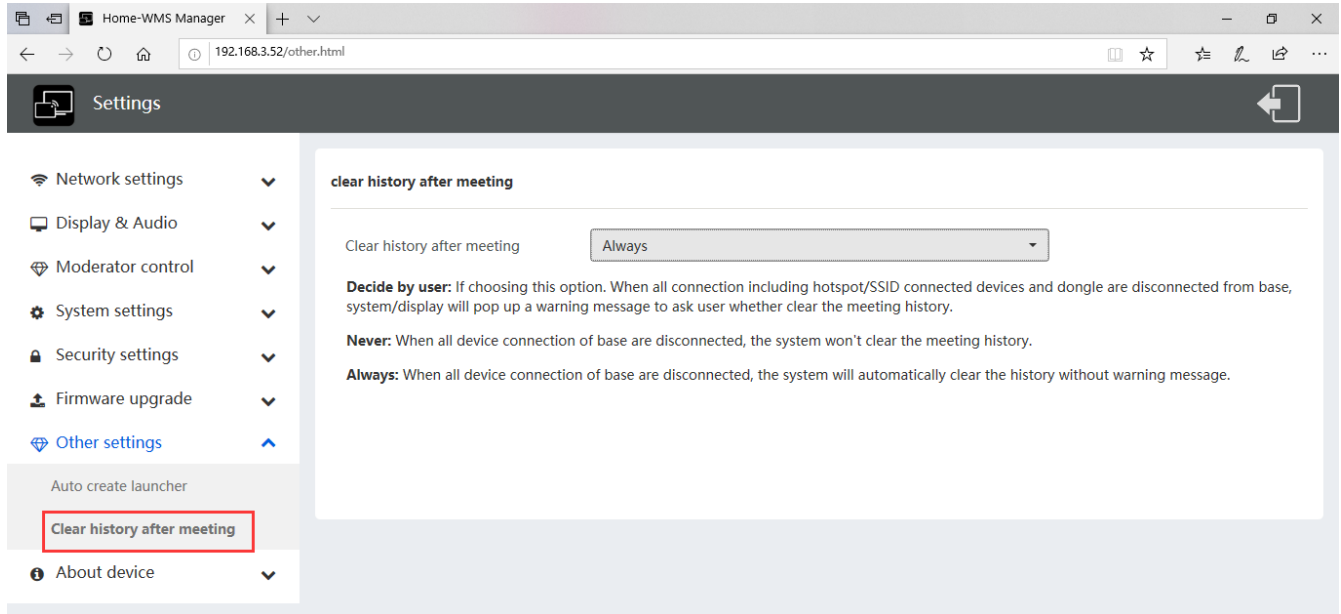 Home-WMS Manager
192.168.3.52/other.html
Settings
Network settings
Display & Audio
Moderator control
System settings
Security settings
Firmware upgrade
Other settings
Auto create launcher
Clear history after meeting
About device
clear history after meeting
Clear history after meeting
Always
Decide by user: If choosing this option. When all connection including hotspot/SSID connected devices and dongle are disconnected from base,
system/display will pop up a warning message to ask user whether clear the meeting history.
Never: When all device connection of base are disconnected, the system won't clear the meeting history.
Always: When all device connection of base are disconnected, the system will automatically clear the history without warning message.